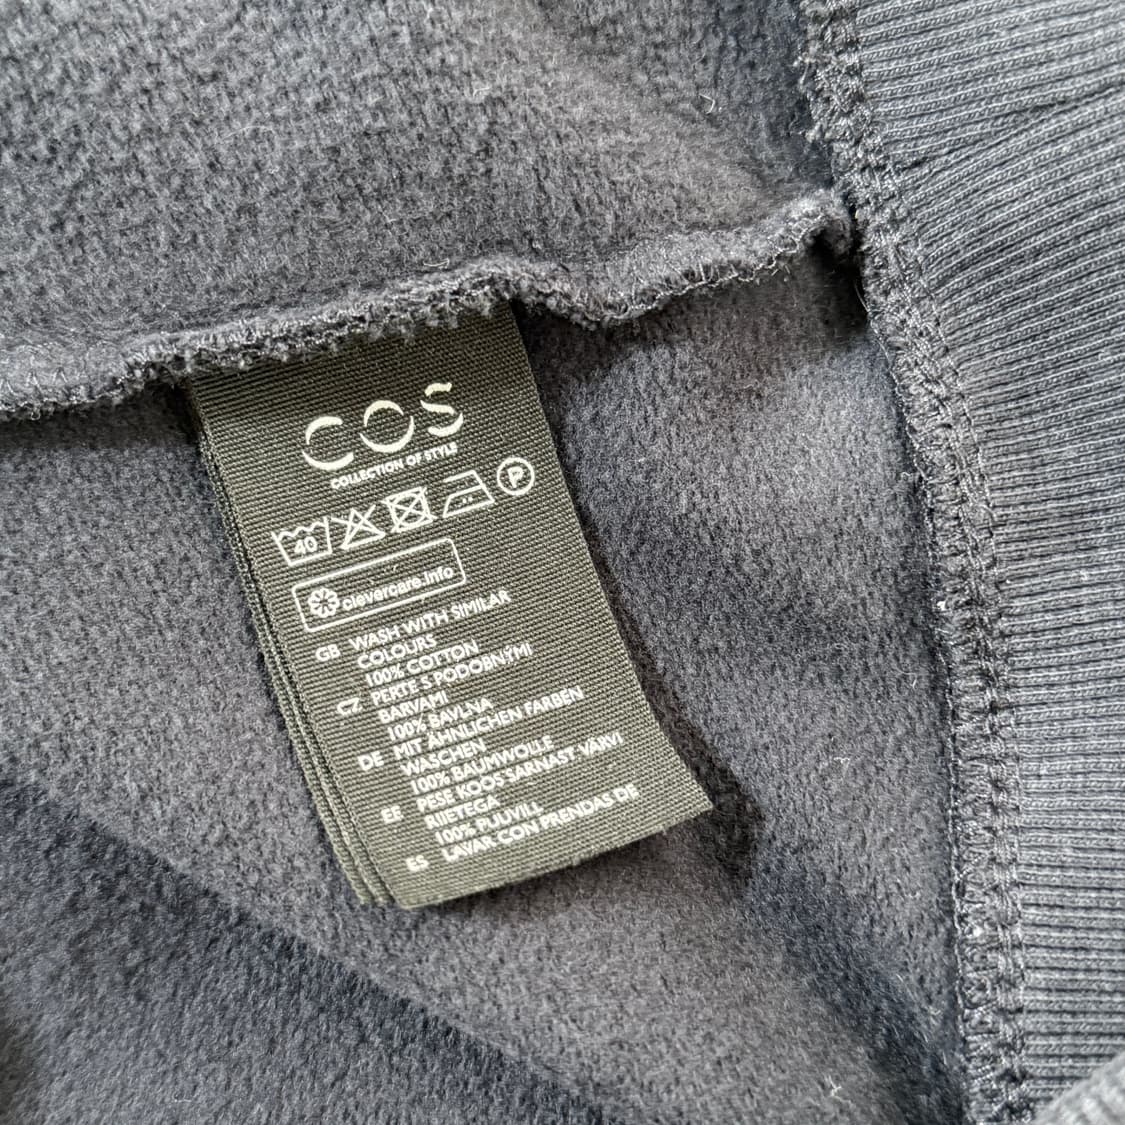 COS
COLLECTION OF STYLE
40 P
clevercare.info
GB WASH WITH SIMILAR
COLOURS
100% COTTON
CZ PERTE S PODOBNÝMI
BARVAMI
100% BAVLNA
DE MIT ÄHNLICHEN FARBEN
WASCHEN
100% BAUMWOLLE
EE PESE KOOS SARNAST VÄRVI
RIIETEGA
100% PUUVILL
ES LAVAR CON PRENDAS DE